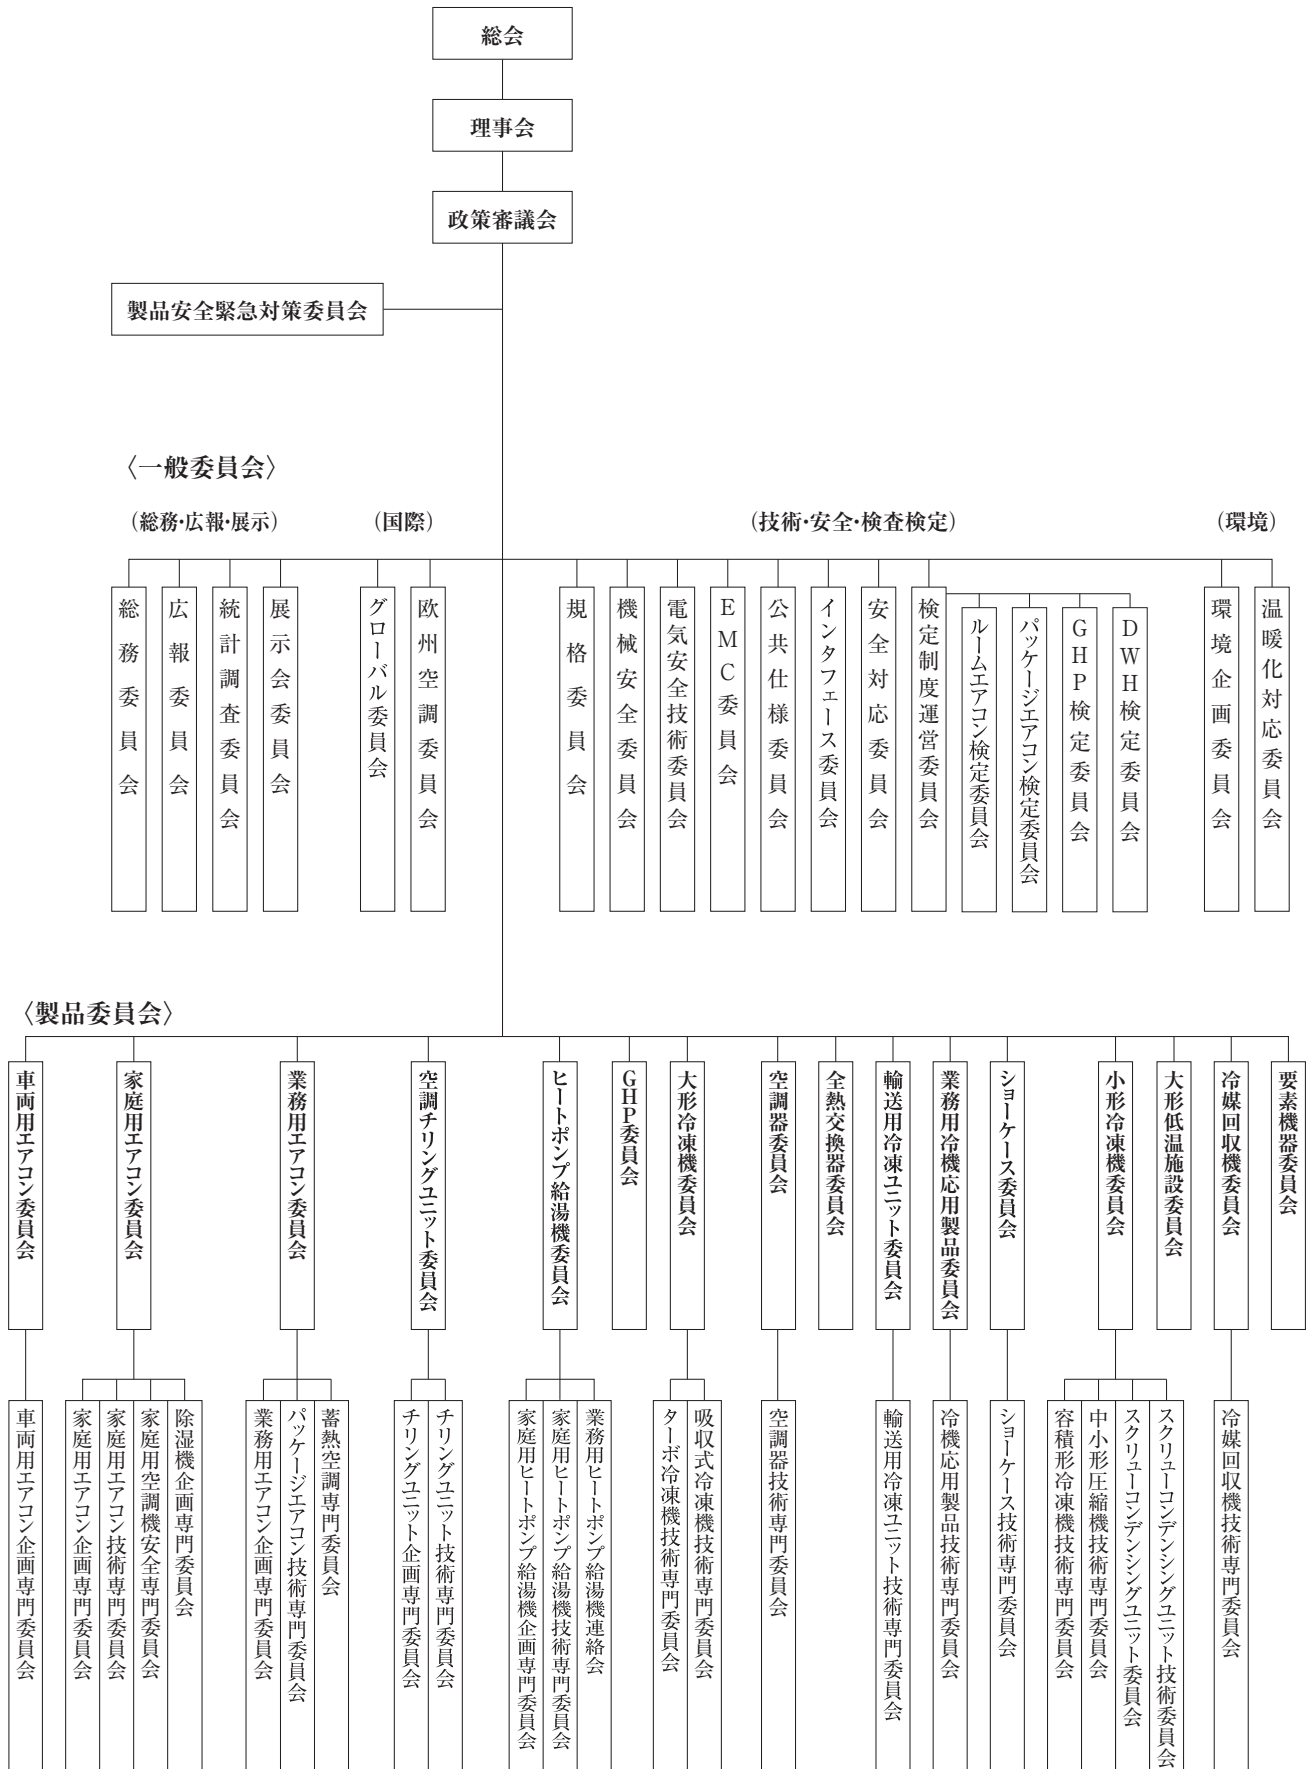 総会
理事会
政策審議会
製品安全緊急対策委員会
〈一般委員会〉
（総務・広報・展示）
（国際）
（技術・安全・検査検定）
（環境）
総務委員会
広報委員会
統計調査委員会
展示会委員会
グローバル委員会
欧州空調委員会
規格委員会
機械安全委員会
電気安全技術委員会
EMC委員会
公共仕様委員会
インタフェース委員会
安全対応委員会
検定制度運営委員会
ルームエアコン検定委員会
パッケージエアコン検定委員会
GHP検定委員会
DWH検定委員会
環境企画委員会
温暖化対応委員会
〈製品委員会〉
車両用エアコン委員会
家庭用エアコン委員会
業務用エアコン委員会
空調チリングユニット委員会
ヒートポンプ給湯機委員会
GHP委員会
大形冷凍機委員会
空調器委員会
全熱交換器委員会
輸送用冷凍ユニット委員会
業務用冷機応用製品委員会
ショーケース委員会
小形冷凍機委員会
大形低温施設委員会
冷媒回収機委員会
要素機器委員会
車両用エアコン企画専門委員会
家庭用エアコン企画専門委員会
家庭用エアコン技術専門委員会
家庭用空調機安全専門委員会
除湿機企画専門委員会
業務用エアコン企画専門委員会
パッケージエアコン技術専門委員会
蓄熱空調専門委員会
チリングユニット企画専門委員会
チリングユニット技術専門委員会
家庭用ヒートポンプ給湯機企画専門委員会
家庭用ヒートポンプ給湯機技術専門委員会
業務用ヒートポンプ給湯機連絡会
ターボ冷凍機技術専門委員会
吸収式冷凍機技術専門委員会
空調器技術専門委員会
輸送用冷凍ユニット技術専門委員会
冷機応用製品技術専門委員会
ショーケース技術専門委員会
容積形冷凍機技術専門委員会
中小形圧縮機技術専門委員会
スクリューコンデンシングユニット委員会
スクリューコンデンシングユニット技術委員会
冷媒回収機技術専門委員会